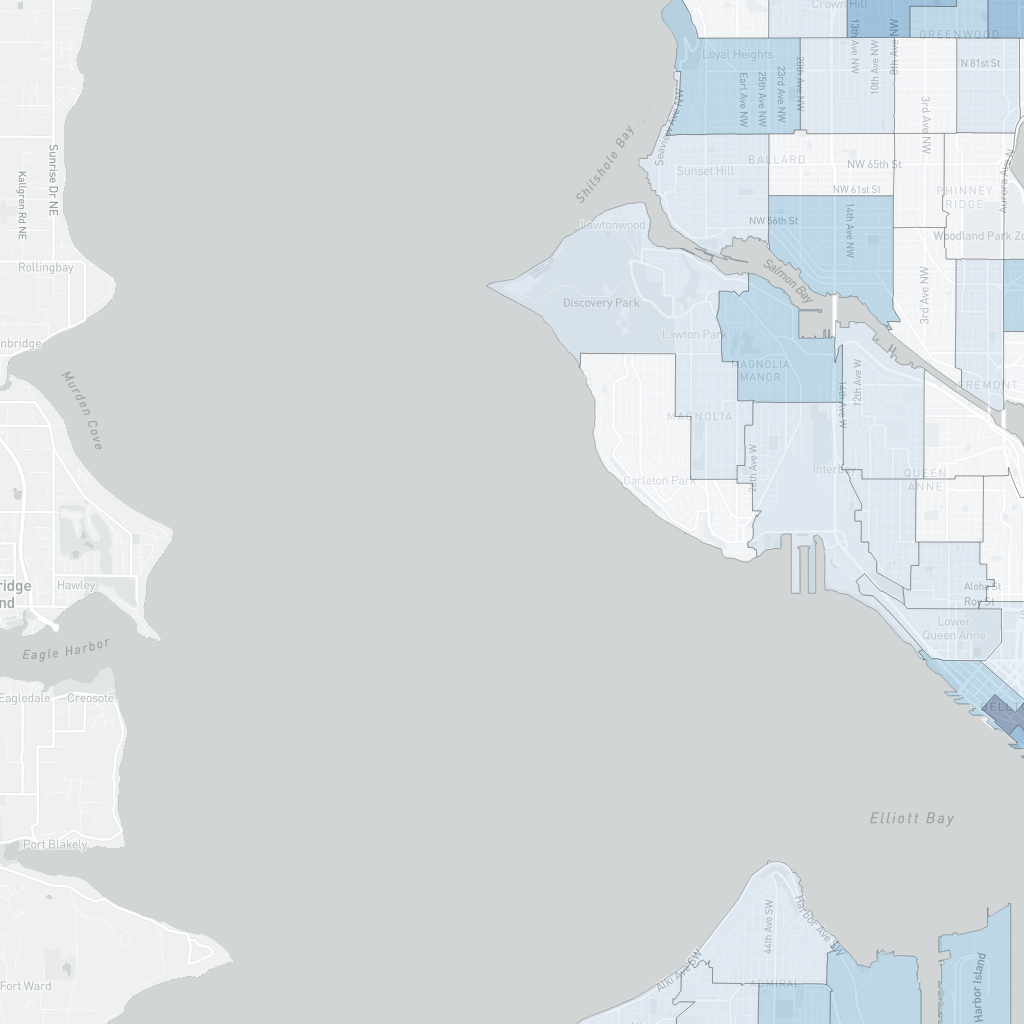 Crown Hill
GREENWOOD
Loyal Heights
N 81st St
13th Ave NW
8th Ave NW
10th Ave NW
20th Ave NW
23rd Ave NW
25th Ave NW
Earl Ave NW
3rd Ave NW
Seaview Ave NW
Aurora Ave N
Shilshole Bay
BALLARD
NW 65th St
Sunset Hill
NW 61st St
PHINNEY
RIDGE
NW 56th St
14th Ave NW
Lawtonwood
Woodland Park Zo
Salmon Bay
3rd Ave NW
Discovery Park
Lawton Park
MAGNOLIA
MANOR
FREMONT
14th Ave W
12th Ave W
MAGNOLIA
28th Ave W
Interbay
QUEEN
ANNE
Carleton Park
Aloha St
Roy St
Lower
Queen Anne
Elliott Bay
Sunrise Dr NE
Kallgren Rd NE
Rollingbay
nbridge
Murden Cove
ridge
nd
Hawley
Eagle Harbor
Eagledale
Creosote
Port Blakely
Fort Ward
44th Ave SW
Harbor Ave SW
Alki Ave SW
ADMIRAL
Harbor Island